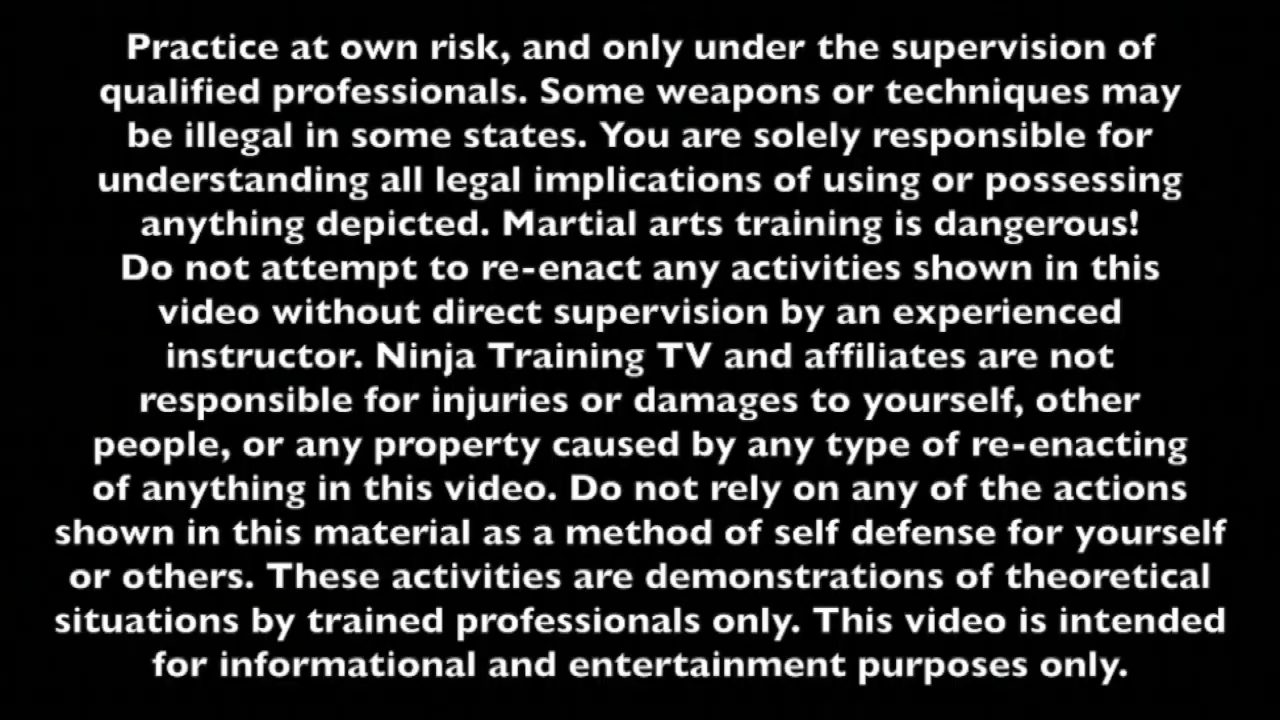 Practice at own risk, and only under the supervision of
qualified professionals. Some weapons or techniques may
be illegal in some states. You are solely responsible for
understanding all legal implications of using or possessing
anything depicted. Martial arts training is dangerous!
Do not attempt to re-enact any activities shown in this
video without direct supervision by an experienced
instructor. Ninja Training TV and affiliates are not
responsible for injuries or damages to yourself, other
people, or any property caused by any type of re-enacting
of anything in this video. Do not rely on any of the actions
shown in this material as a method of self defense for yourself
or others. These activities are demonstrations of theoretical
situations by trained professionals only. This video is intended
for informational and entertainment purposes only.